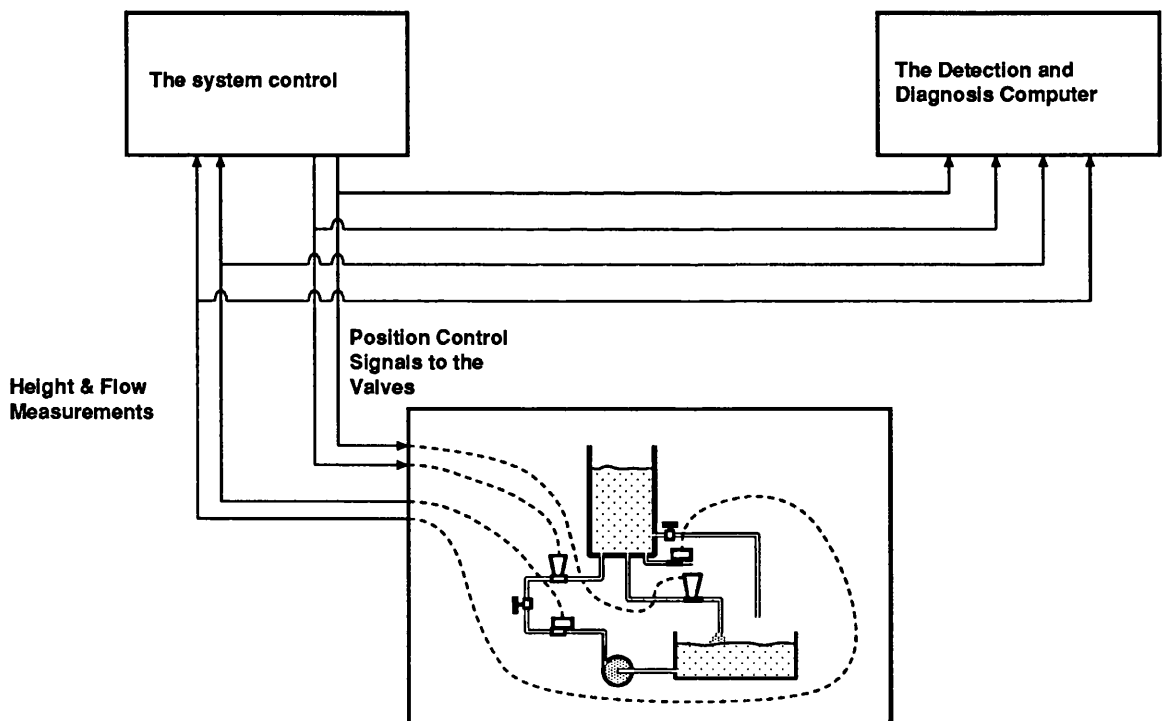 The system control
The Detection and
Diagnosis Computer
Position Control
Signals to the
Valves
Height & Flow
Measurements